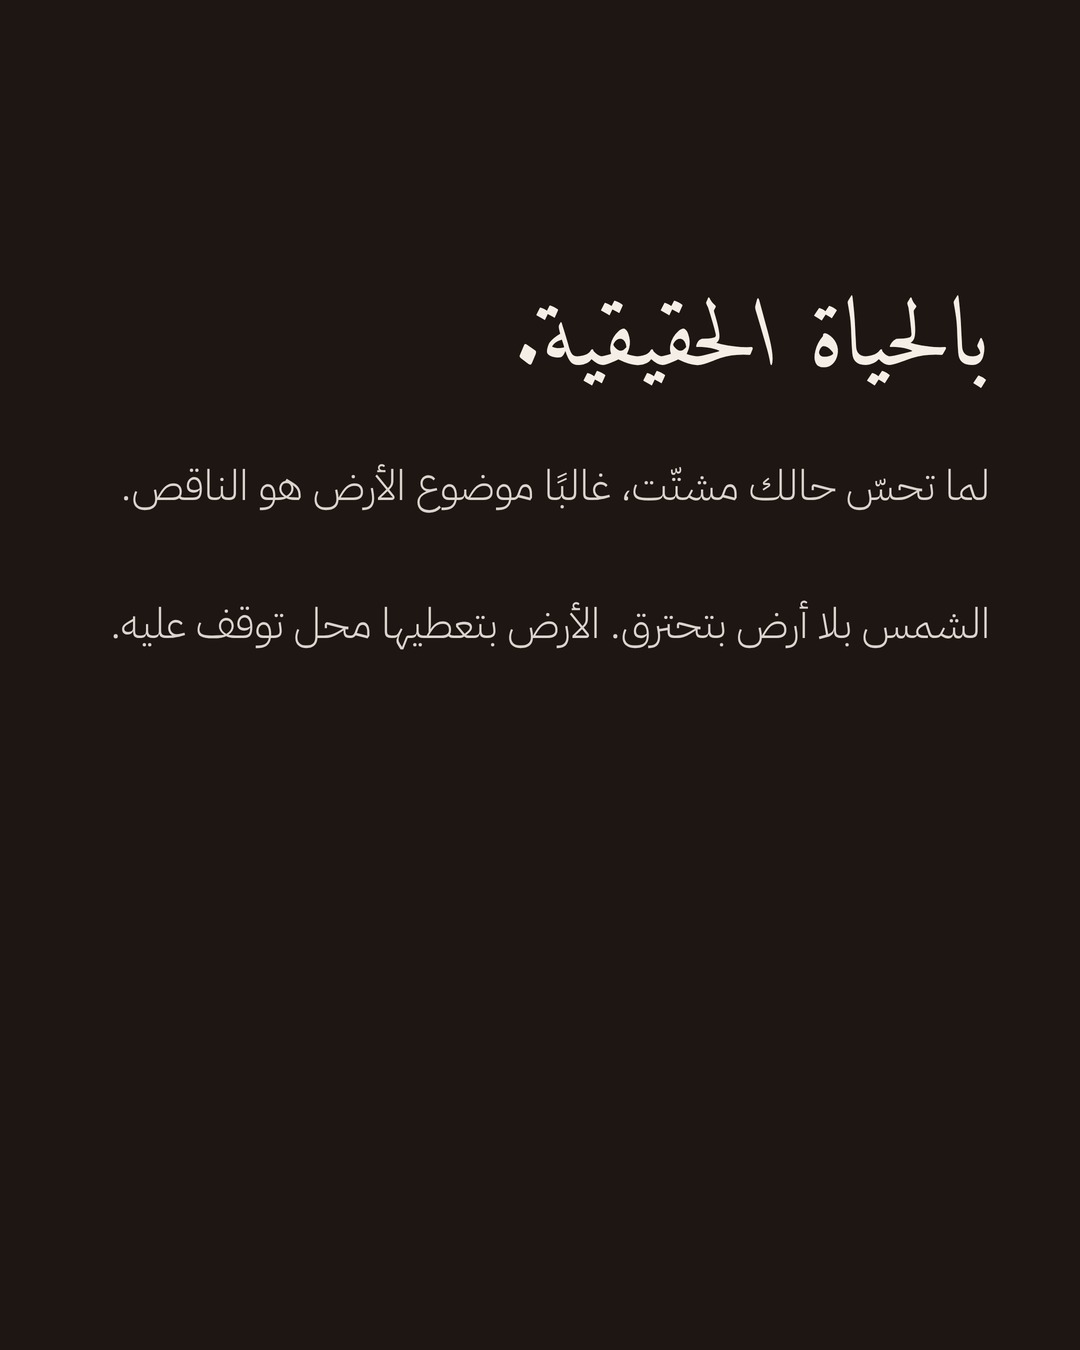 بالحياة الحقيقية.
لما تحسّ حالك مشتّت، غالبًا موضوع الأرض هو الناقص.
الشمس بلا أرض بتحترق. الأرض بتعطيها محل توقف عليه.